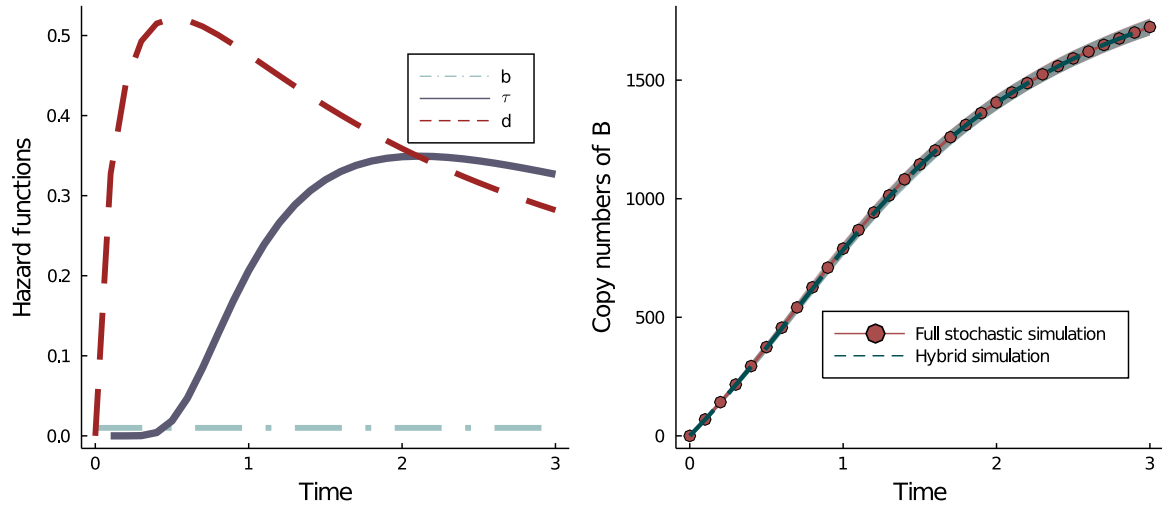 Hazard functions
0.5
0.4
0.3
0.2
0.1
0.0
b
τ
d
0
1
2
3
Time
Copy numbers of B
1500
1000
500
0
Full stochastic simulation
Hybrid simulation
0
1
2
3
Time